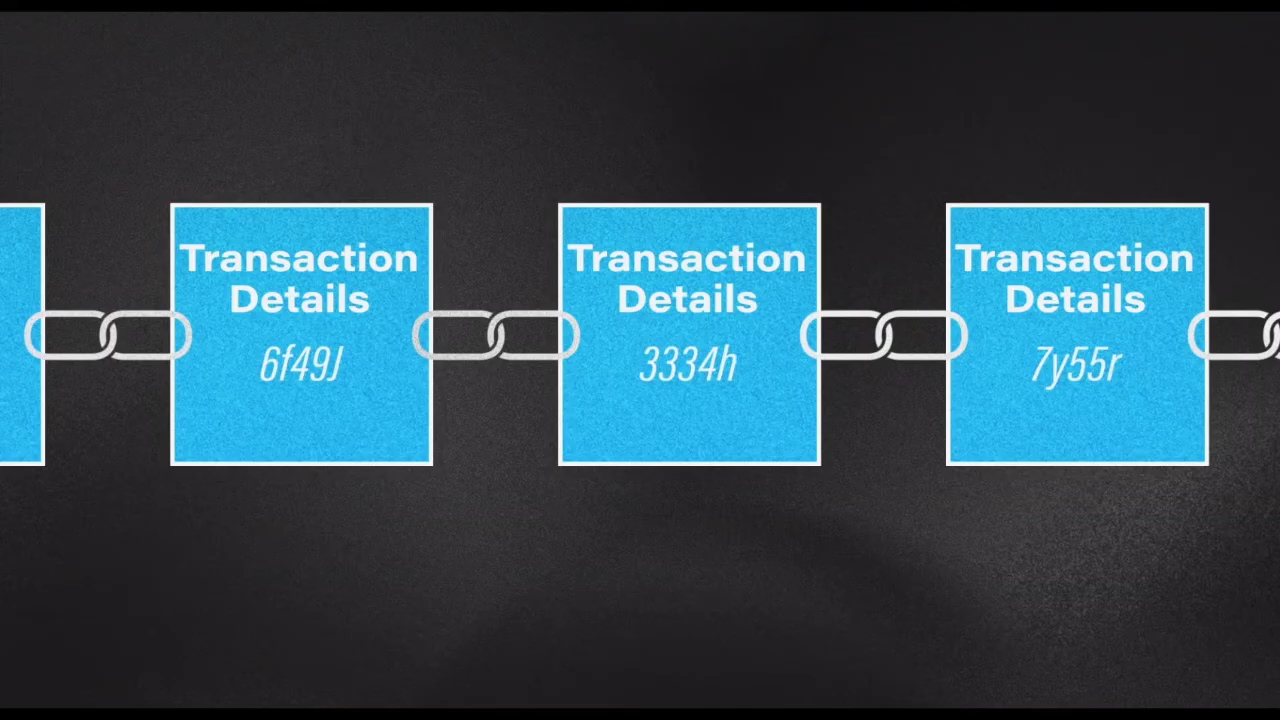 Transaction
Details
6f49J
Transaction
Details
3334h
Transaction
Details
7y55r